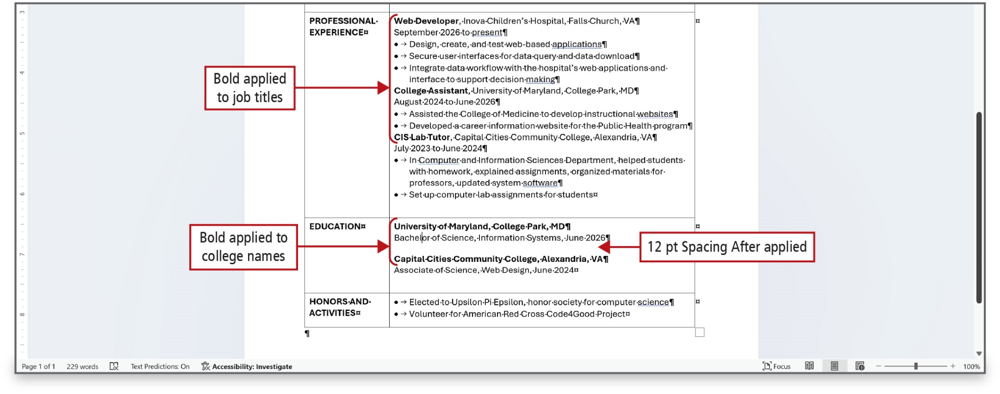 3
PROFESSIONAL·
EXPERIENCE¤
Web·Developer,·Inova·Children's·Hospital,·Falls·Church,·VA¶
¤
September·2026·to·present¶
•→Design,·create,·and·test·web-based·applications¶
•→Secure·user·interfaces·for·data·query·and·data·download¶
•→Integrate·data·workflow·with·the·hospital's·web·applications·and·
interface·to·support·decision·making¶
4
Bold applied
to job titles
College·Assistant,·University·of·Maryland,·College·Park,·MD¶
August·2024·to·June·2026¶
•→Assisted·the·College·of·Medicine·to·develop·instructional·websites¶
•→Developed·a·career·information·website·for·the·Public·Health·program¶
5
CIS·Lab·Tutor,·Capital·Cities·Community·College,·Alexandria,·VA¶
July·2023·to·June·2024¶
•→In·Computer·and·Information·Sciences·Department,·helped·students·
with·homework,·explained·assignments,·organized·materials·for·
professors,·updated·system·software¶
6
•→Set·up·computer·lab·assignments·for·students¤
EDUCATION¤
University·of·Maryland,·College·Park,·MD¶
¤
Bachelor·of·Science,·Information·Systems,·June·2026¶
Bold applied to
college names
12 pt Spacing After applied
7
Capital·Cities·Community·College,·Alexandria,·VA¶
Associate·of·Science,·Web·Design,·June·2024¤
HONORS·AND·
ACTIVITIES¤
•→Elected·to·Upsilon·Pi·Epsilon,·honor·society·for·computer·science¶
¤
•→Volunteer·for·American·Red·Cross·Code4Good·Project¤
8
¶
Page 1 of 1 229 words Text Predictions: On Accessibility: Investigate Focus − + 100%